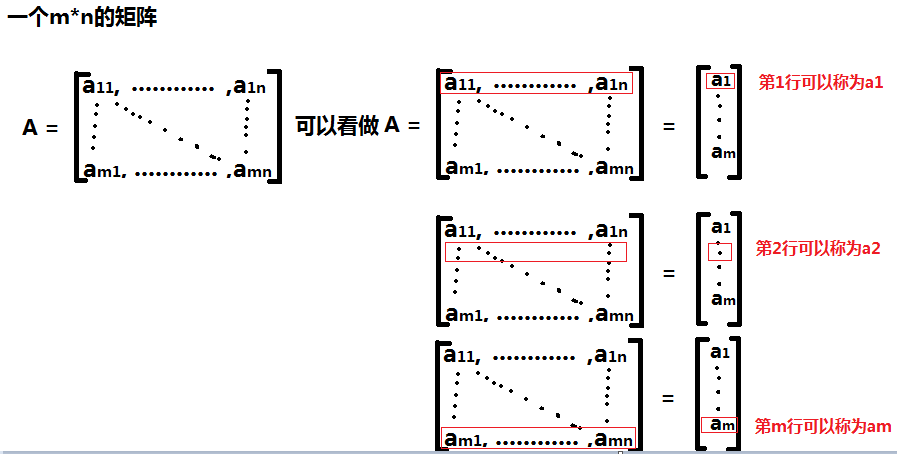 一个m*n的矩阵
a11, ............ ,a1n a11, ............ ,a1n a1 第1行可以称为a1
A = 可以看做 A = =
am1, ............ ,amn am1, ............ ,amn am
a11, ............ ,a1n a1
= 第2行可以称为a2
am1, ............ ,amn am
a11, ............ ,a1n a1
=
am1, ............ ,amn am 第m行可以称为am